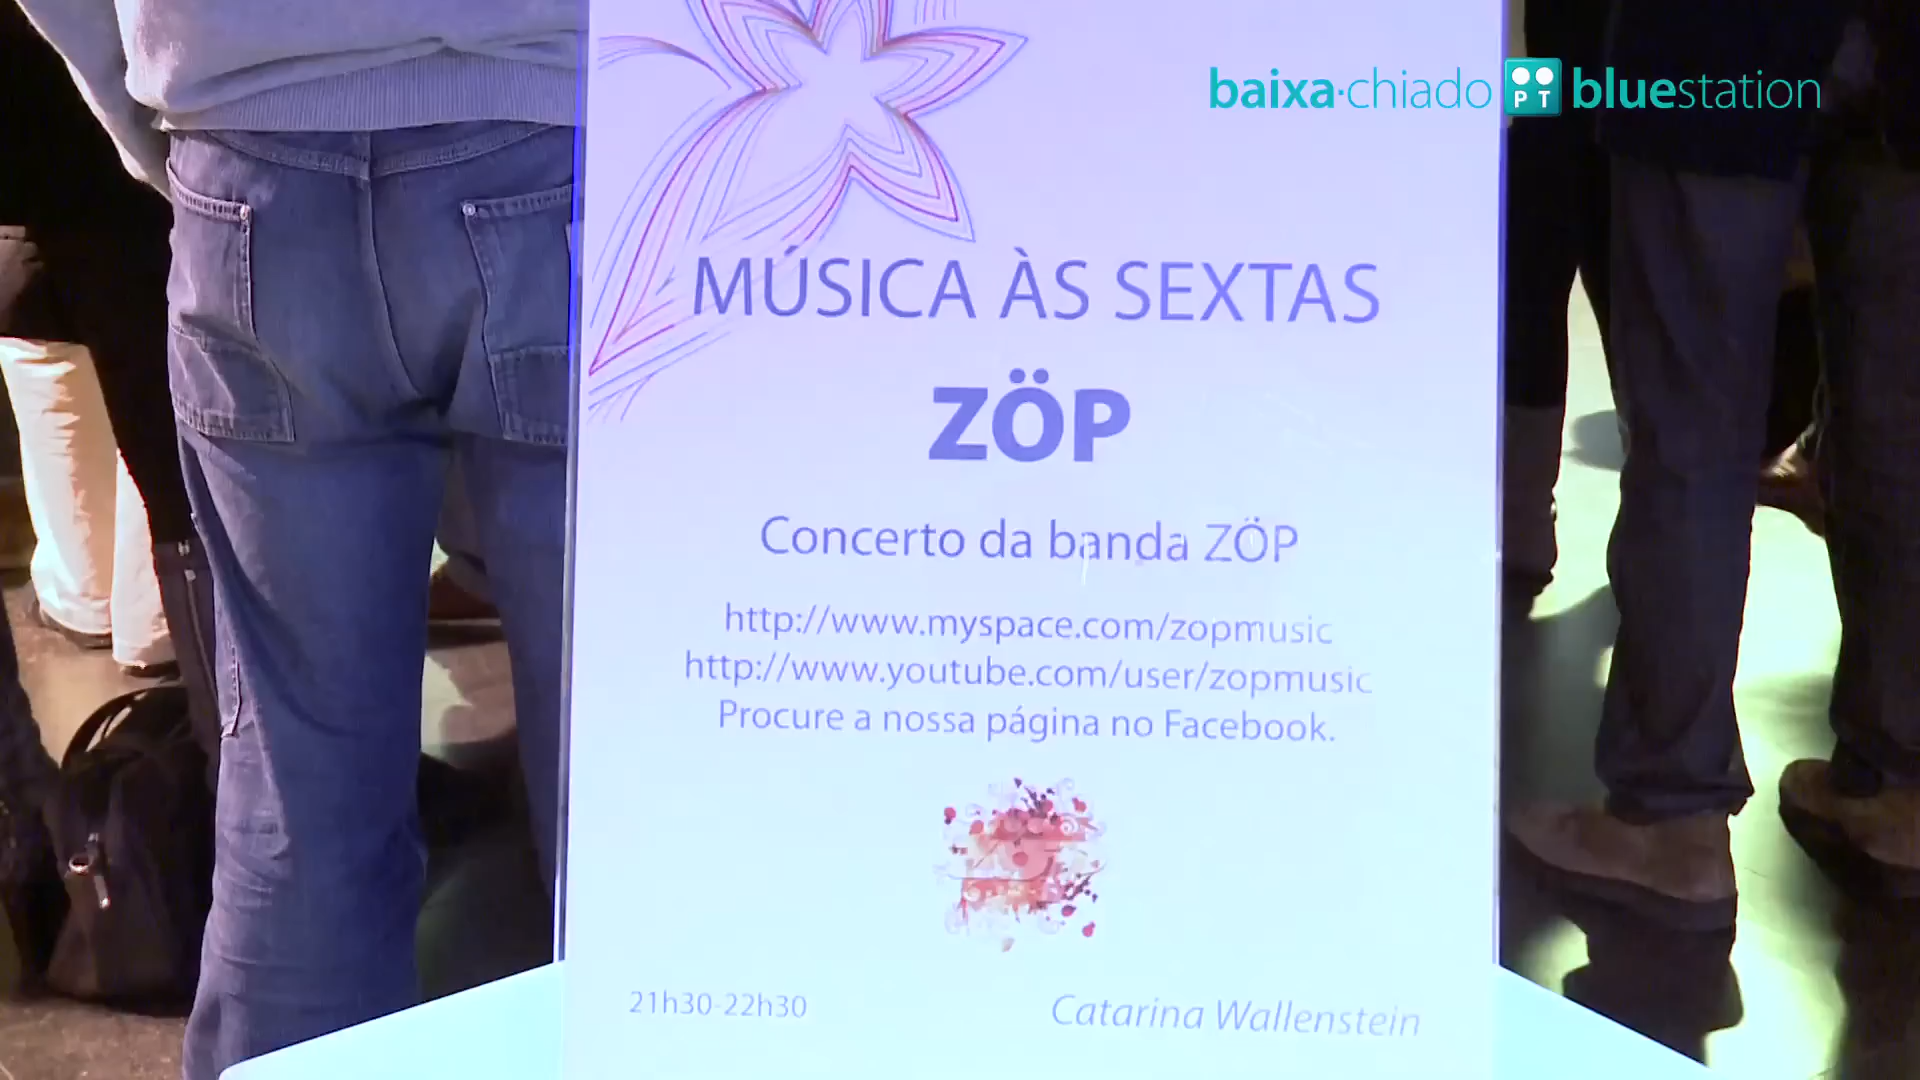 baixa·chiado PT bluestation
MÚSICA ÀS SEXTAS
ZÖP
Concerto da banda ZÖP
http://www.myspace.com/zopmusic
http://www.youtube.com/user/zopmusic
Procure a nossa página no Facebook.
21h30-22h30
Catarina Wallenstein